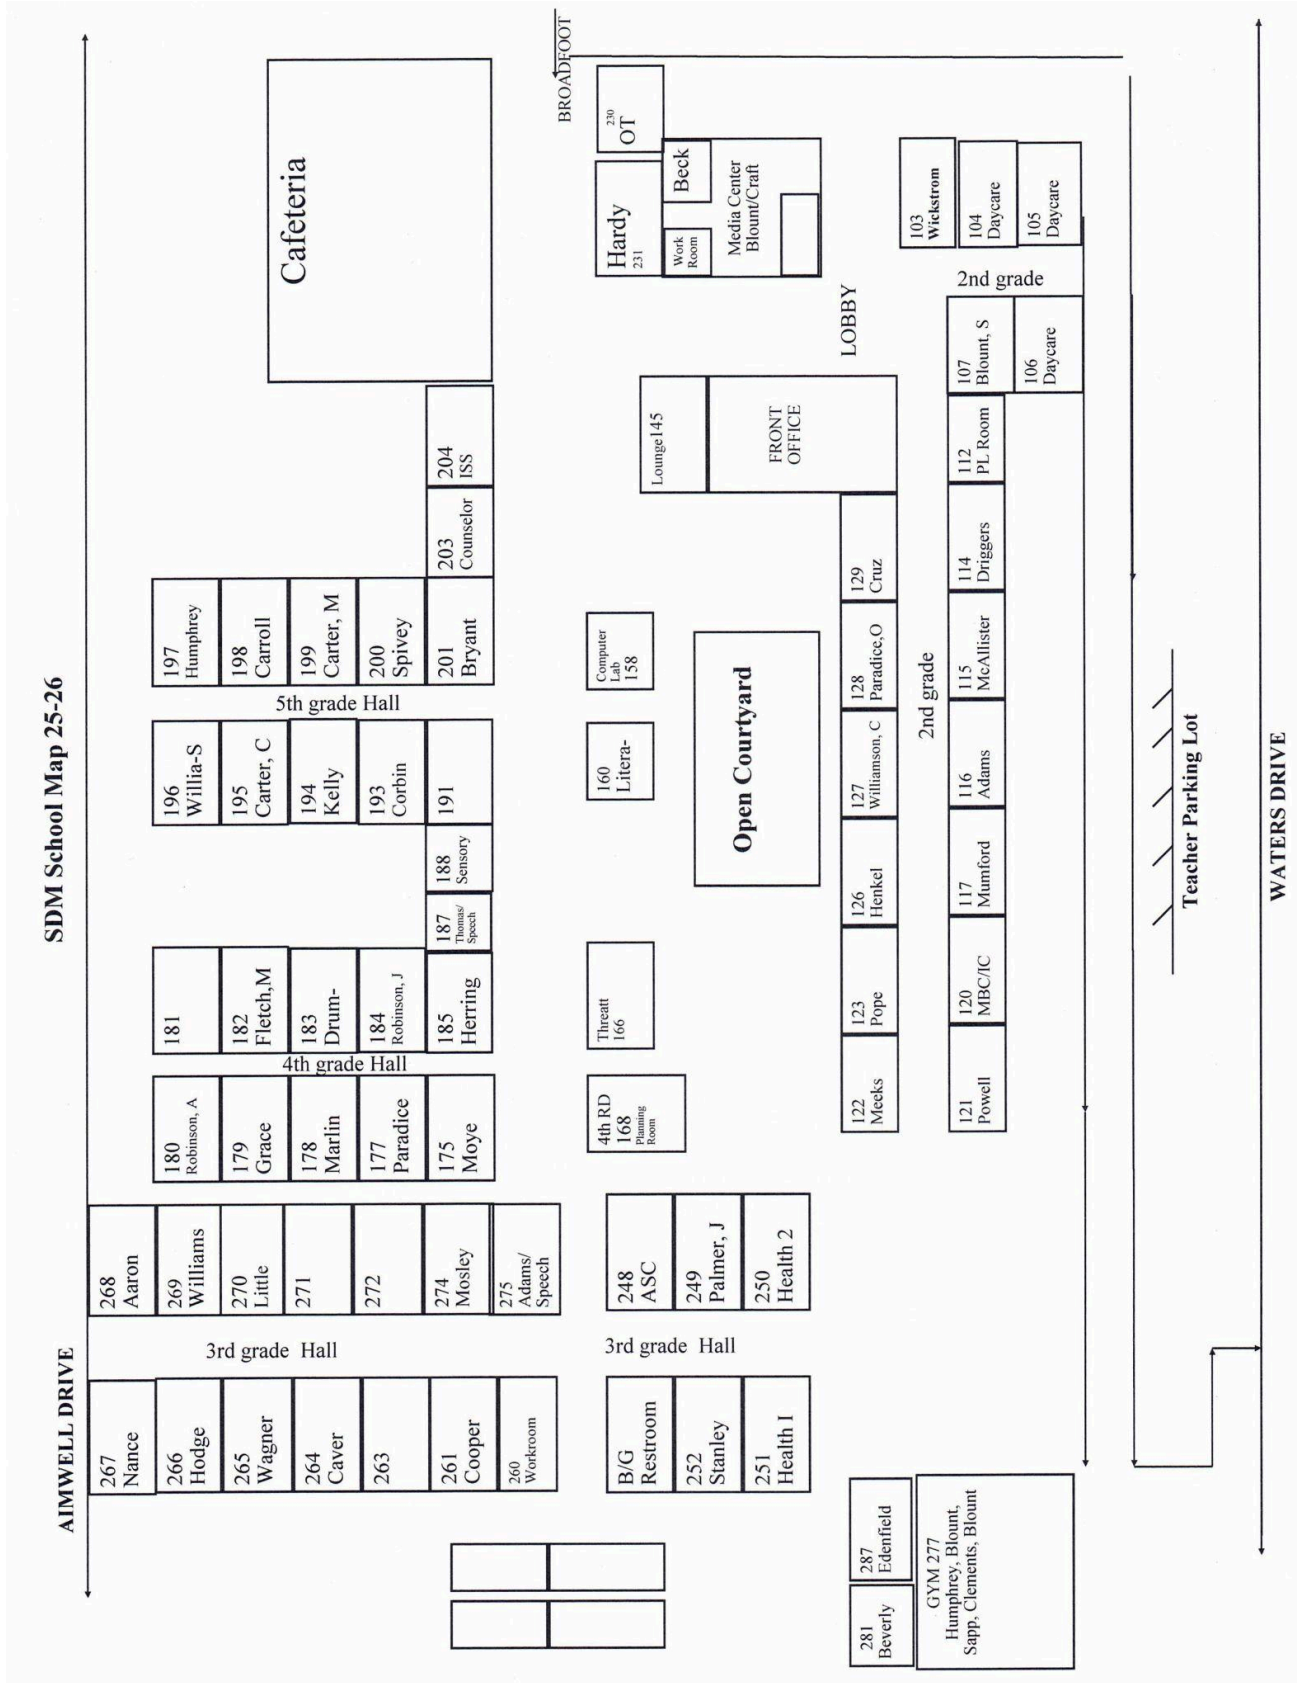 SDM School Map 25-26
AIMWELL DRIVE
267
Nance
266
Hodge
265
Wagner
264
Caver
263
261
Cooper
260
Workroom
3rd grade Hall
268
Aaron
269
Williams
270
Little
271
272
274
Mosley
275
Adams/
Speech
180
Robinson, A
179
Grace
178
Marlin
177
Paradice
175
Moye
4th grade Hall
181
182
Fletch,M
183
Drum-
184
Robinson, J
185
Herring
187
Thomas/
Speech
188
Sensory
196
Willia-S
195
Carter, C
194
Kelly
193
Corbin
191
5th grade Hall
197
Humphrey
198
Carroll
199
Carter, M
200
Spivey
201
Bryant
203
Counselor
204
ISS
Cafeteria
BROADFOOT
B/G
Restroom
252
Stanley
251
Health I
3rd grade Hall
248
ASC
249
Palmer, J
250
Health 2
4th RD
168
Planning
Room
Threatt
166
160
Litera-
Computer
Lab
158
Open Courtyard
Lounge145
FRONT
OFFICE
LOBBY
Hardy
231
230
OT
Work
Room
Beck
Media Center
Blount/Craft
122
Meeks
123
Pope
126
Henkel
127
Williamson, C
128
Paradice,O
129
Cruz
2nd grade
121
Powell
120
MBC/IC
117
Mumford
116
Adams
115
McAllister
114
Driggers
112
PL Room
107
Blount, S
106
Daycare
2nd grade
103
Wickstrom
104
Daycare
105
Daycare
281
Beverly
287
Edenfield
GYM 277
Humphrey, Blount,
Sapp, Clements, Blount
Teacher Parking Lot
WATERS DRIVE